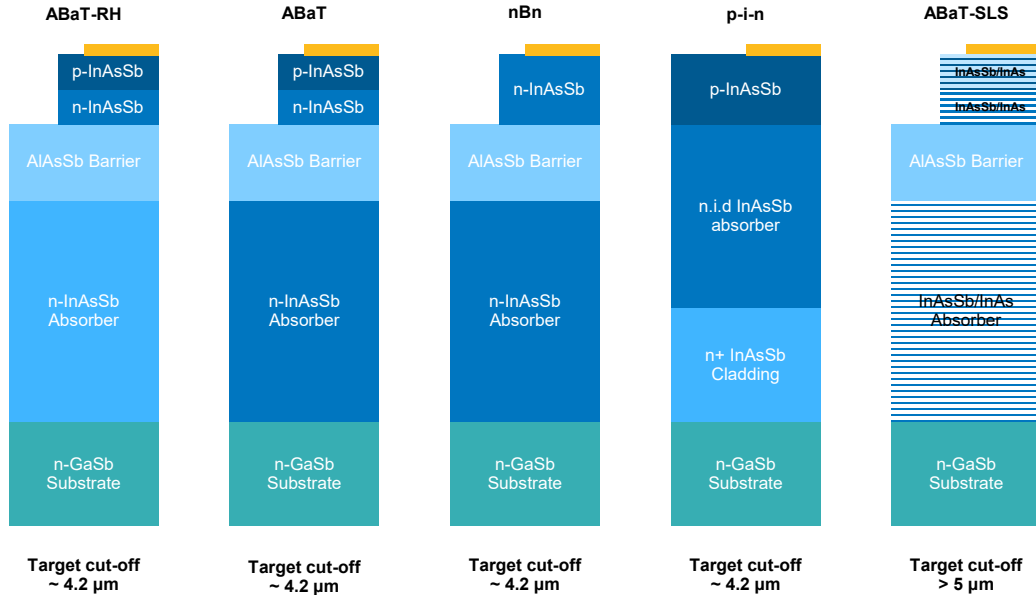 ABaT-RH
p-InAsSb
n-InAsSb
AlAsSb Barrier
n-InAsSb
Absorber
n-GaSb
Substrate
Target cut-off
~ 4.2 µm
ABaT
p-InAsSb
n-InAsSb
AlAsSb Barrier
n-InAsSb
Absorber
n-GaSb
Substrate
Target cut-off
~ 4.2 µm
nBn
n-InAsSb
AlAsSb Barrier
n-InAsSb
Absorber
n-GaSb
Substrate
Target cut-off
~ 4.2 µm
p-i-n
p-InAsSb
n.i.d InAsSb
absorber
n+ InAsSb
Cladding
n-GaSb
Substrate
Target cut-off
~ 4.2 µm
ABaT-SLS
InAsSb/InAs
InAsSb/InAs
AlAsSb Barrier
InAsSb/InAs
Absorber
n-GaSb
Substrate
Target cut-off
> 5 µm